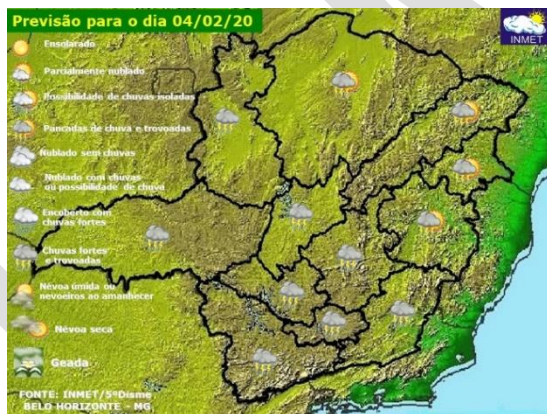 Previsão para o dia 04/02/20
INMET
Ensolarado
Parcialmente nublado
Possibilidade de chuvas isoladas
Pancadas de chuva e trovoadas
Nublado sem chuvas
Nublado com chuvas
ou possibilidade de chuva
Encoberto com
chuvas fortes
Chuvas fortes
e trovoadas
Névoa úmida ou
nevoeiros ao amanhecer
Névoa seca
Geada
FONTE: INMET/5ºDisme
BELO HORIZONTE - MG